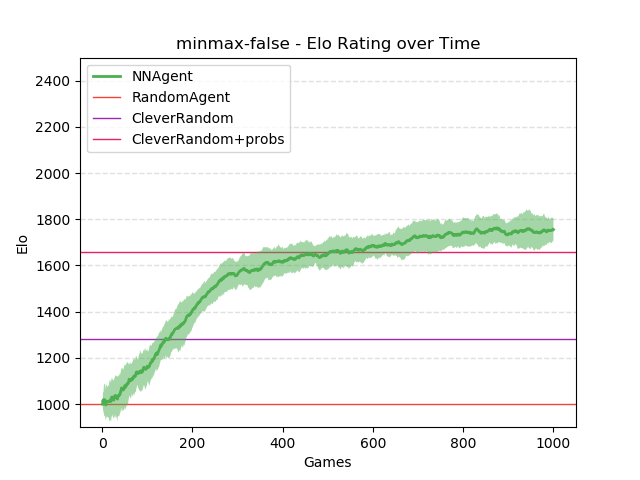 minmax-false - Elo Rating over Time
NNAgent
RandomAgent
CleverRandom
CleverRandom+probs
2400
2200
2000
1800
1600
1400
1200
1000
Elo
0 200 400 600 800 1000
Games